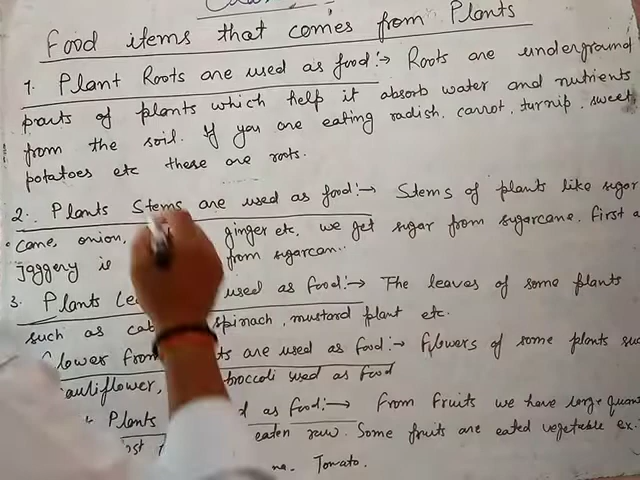 Food items that comes from Plants
1. Plant Roots are used as food:→ Roots are underground
parts of plants which help it absorb water and nutrients
from the soil. If you are eating radish, carrot, turnip, sweet
potatoes etc these are roots.
2. Plants Stems are used as food:→ Stems of plants like sugar
cane, onion, ginger etc, we get sugar from sugarcane. First a
Jaggery is from sugarcan..
3. Plants Le used as food:→ The leaves of some plants
such as cab spinach, mustard plant etc.
flower from ts are used as food:→ Flowers of some plants suc
cauliflower, broccoli used as food
Plants d as food:→ From Fruits we have large quan
eaten raw. Some fruits are eated vegetable ex.
Tomato.